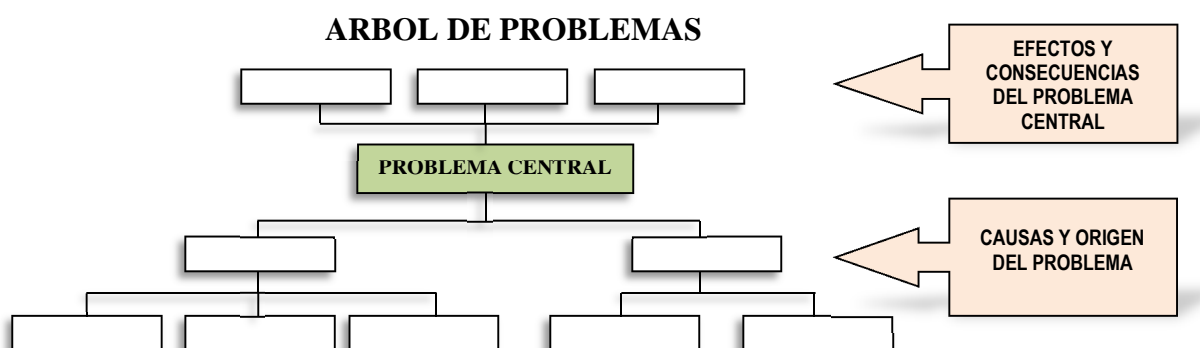 ARBOL DE PROBLEMAS
EFECTOS Y
CONSECUENCIAS
DEL PROBLEMA
CENTRAL
PROBLEMA CENTRAL
CAUSAS Y ORIGEN
DEL PROBLEMA